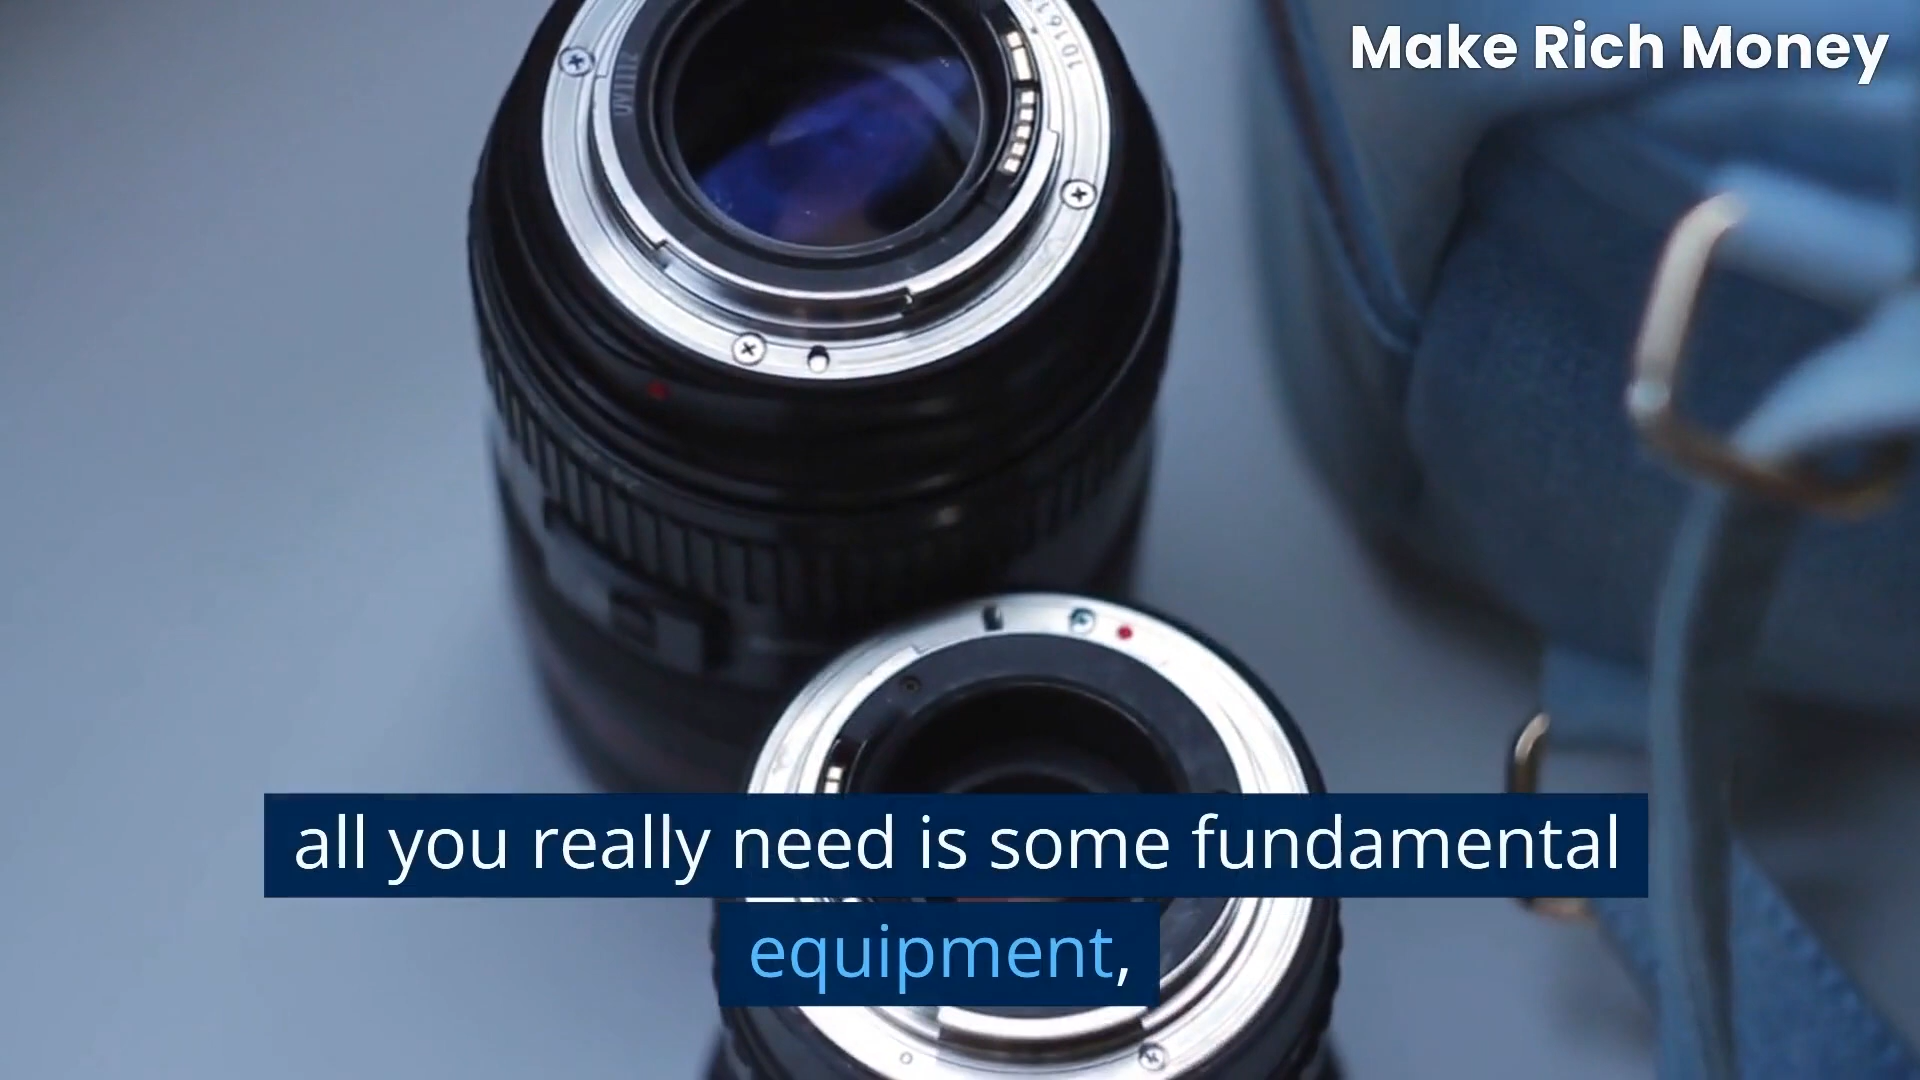 Make Rich Money
all you really need is some fundamental
equipment,